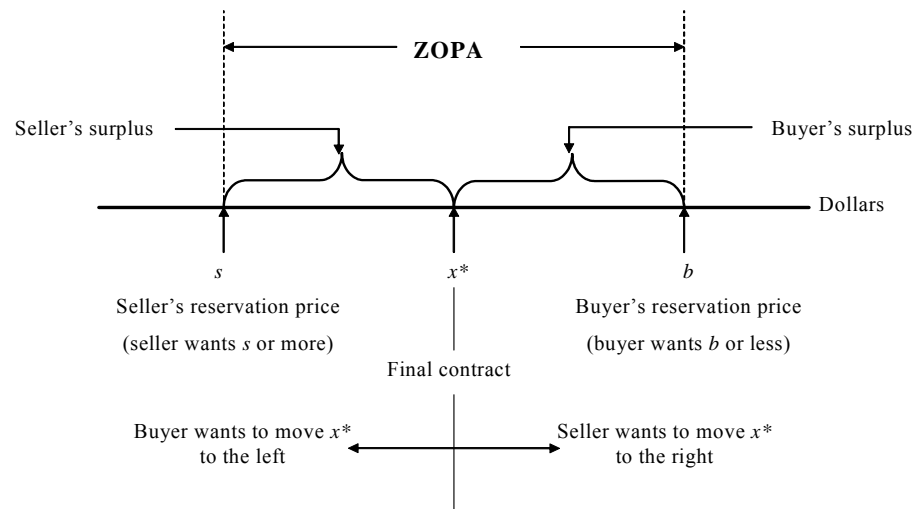 ZOPA
Seller's surplus
Buyer's surplus
Dollars
s
x*
b
Seller's reservation price
(seller wants s or more)
Buyer's reservation price
(buyer wants b or less)
Final contract
Buyer wants to move x*
to the left
Seller wants to move x*
to the right